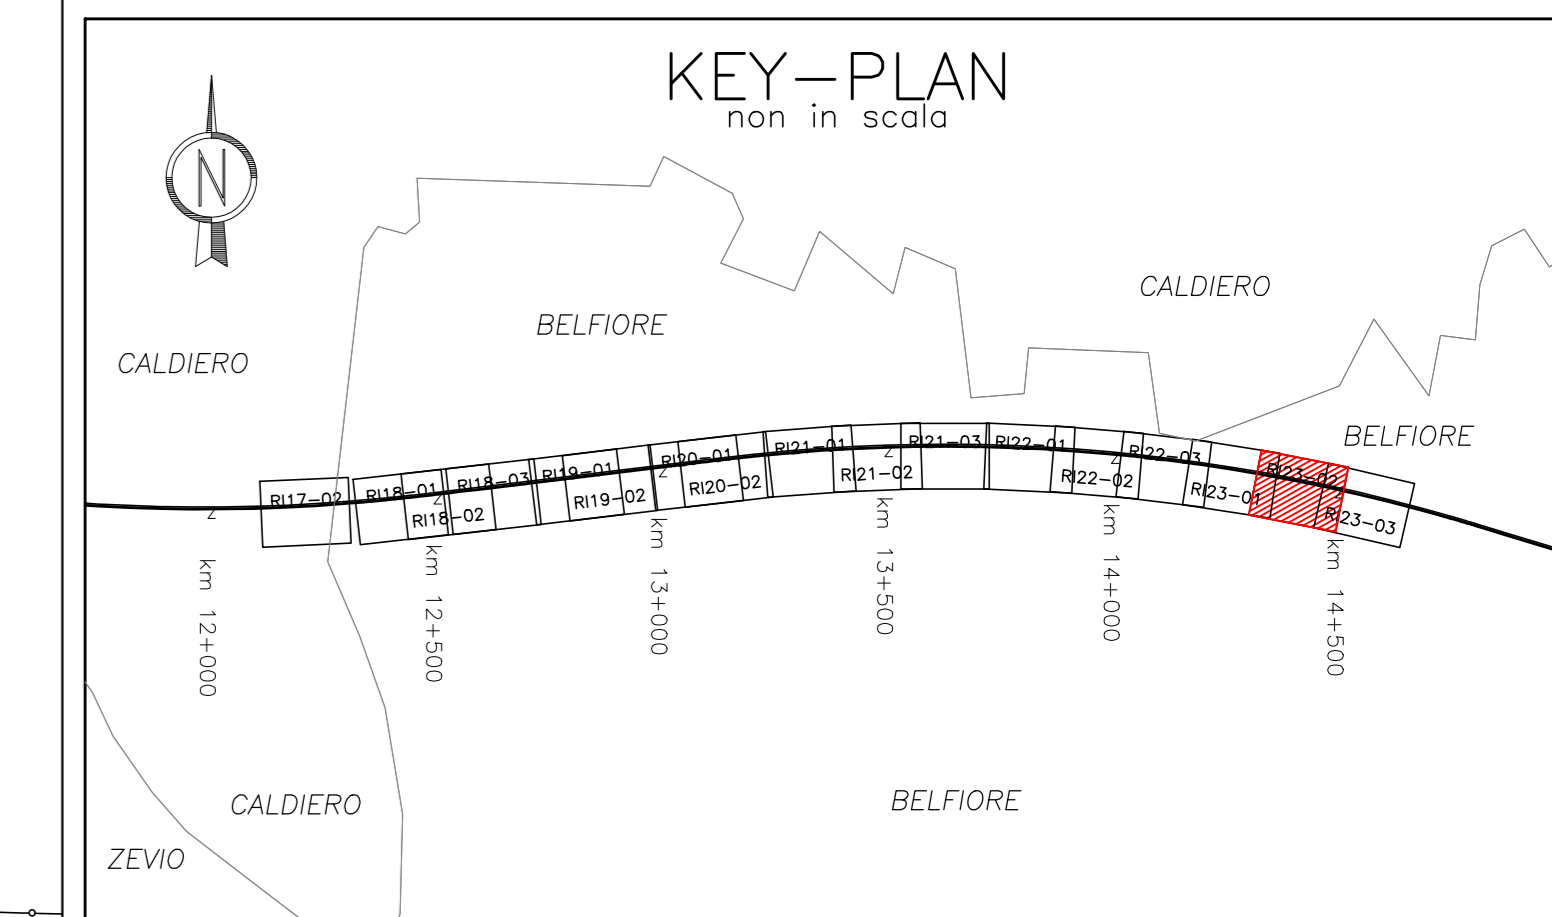 KEY-PLAN
non in scala
N
CALDIERO
BELFIORE
CALDIERO
BELFIORE
RI17-02
RI18-01
RI18-02
RI18-03
RI19-01
RI19-02
RI20-01
RI20-02
RI21-01
RI21-02
RI21-03
RI22-01
RI22-02
RI22-03
RI23-01
RI23-02
RI23-03
km 12+000
km 12+500
km 13+000
km 13+500
km 14+000
km 14+500
CALDIERO
BELFIORE
ZEVIO